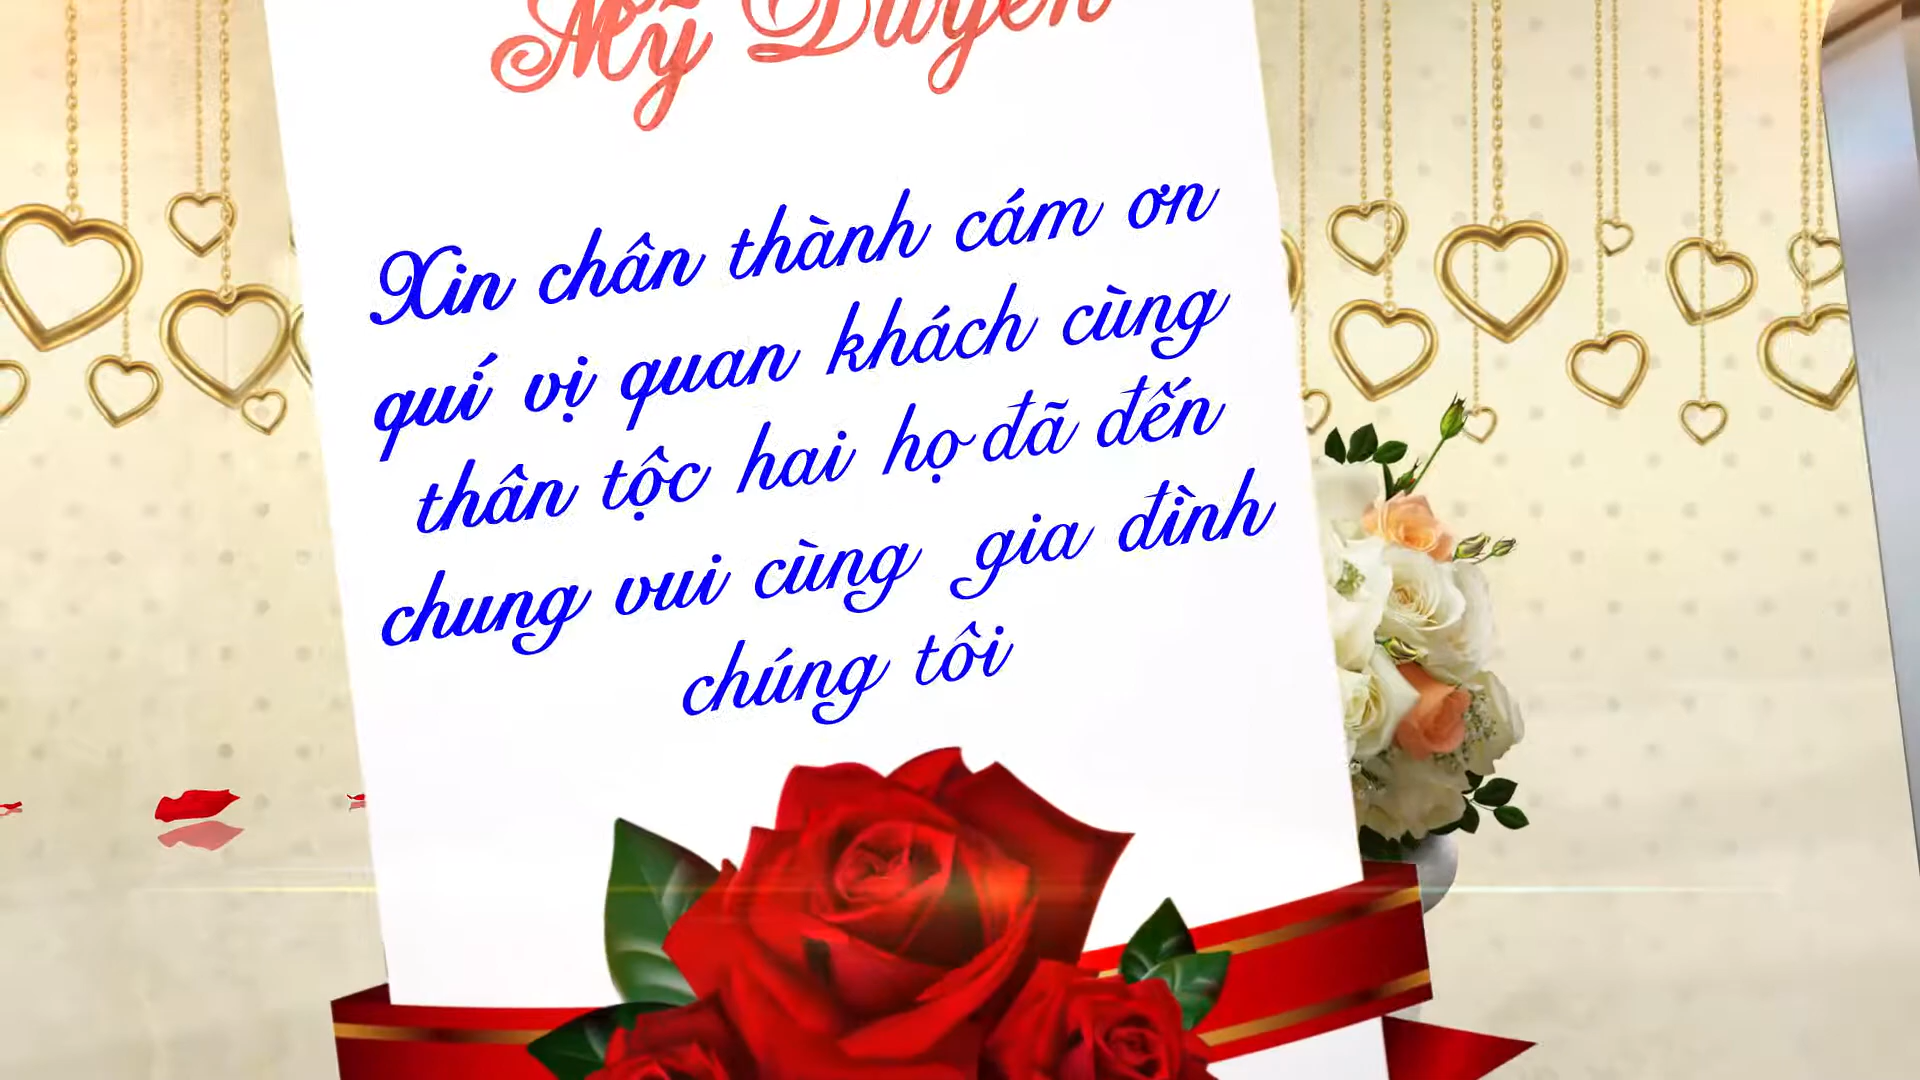 Mỹ Duyên
Xin chân thành cám ơn
quí vị quan khách cùng
thân tộc hai họ đã đến
chung vui cùng gia đình
chúng tôi